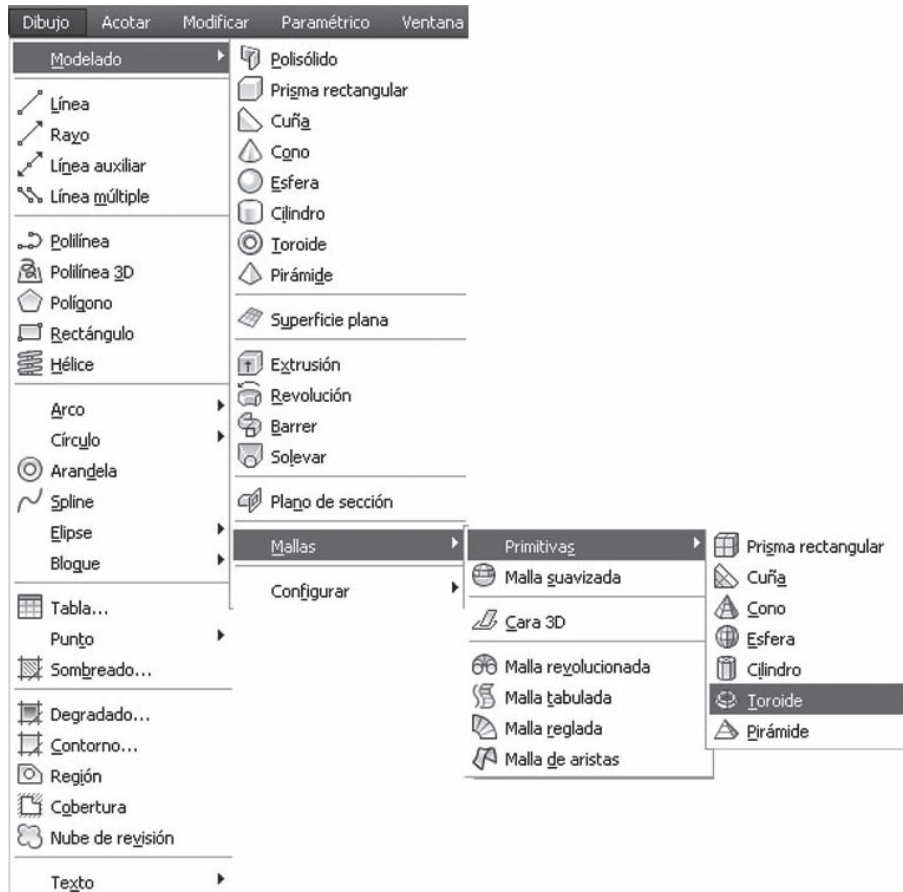 Dibujo Acotar Modificar Paramétrico Ventana
Modelado
Línea
Rayo
Línea auxiliar
Línea múltiple
Polilínea
Polilínea 3D
Polígono
Rectángulo
Hélice
Arco
Círculo
Arandela
Spline
Elipse
Bloque
Tabla...
Punto
Sombreado...
Degradado...
Contorno...
Región
Cobertura
Nube de revisión
Texto
Polisólido
Prisma rectangular
Cuña
Cono
Esfera
Cilindro
Toroide
Pirámide
Superficie plana
Extrusión
Revolución
Barrer
Solevar
Plano de sección
Mallas
Configurar
Primitivas
Malla suavizada
Cara 3D
Malla revolucionada
Malla tabulada
Malla reglada
Malla de aristas
Prisma rectangular
Cuña
Cono
Esfera
Cilindro
Toroide
Pirámide